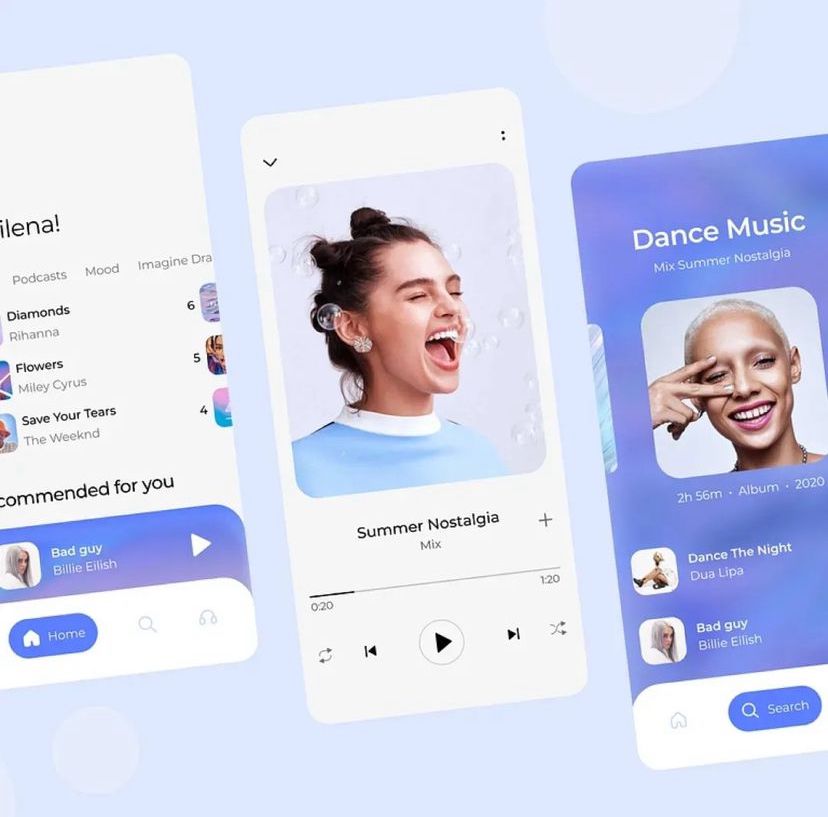 ilena!
Podcasts Mood Imagine Dra
Diamonds
Rihanna
6
Flowers
Miley Cyrus
5
Save Your Tears
The Weeknd
4
commended for you
Bad guy
Billie Eilish
Home
Summer Nostalgia
Mix
0:20
1:20
Dance Music
Mix Summer Nostalgia
2h 56m • Album • 2020
Dance The Night
Dua Lipa
Bad guy
Billie Eilish
Search